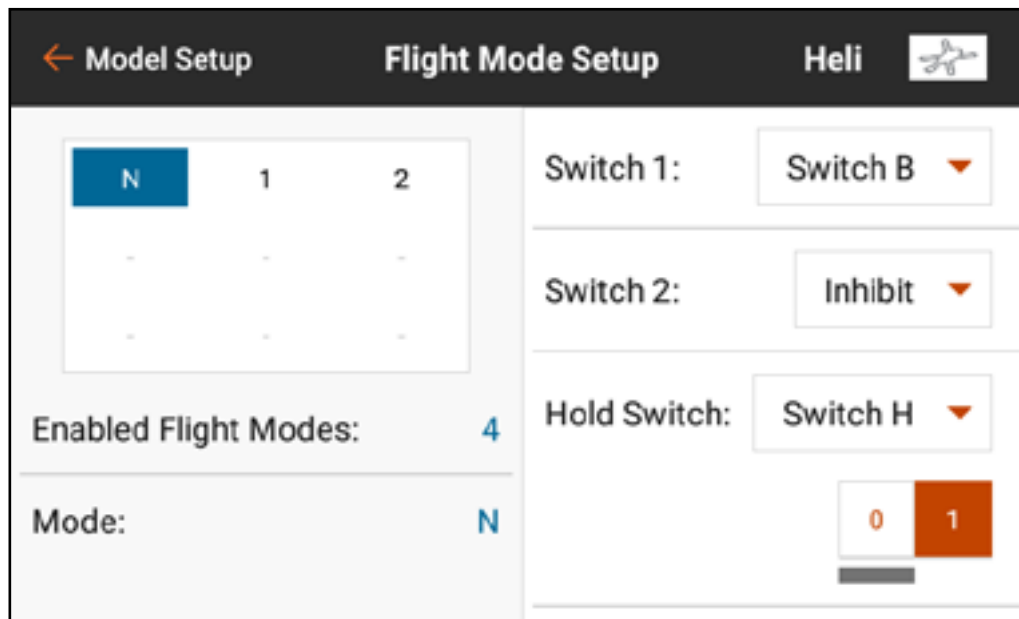 ← Model Setup Flight Mode Setup Heli
N 1 2
- - -
- - -
Enabled Flight Modes: 4
Mode: N
Switch 1: Switch B
Switch 2: Inhibit
Hold Switch: Switch H
0 1